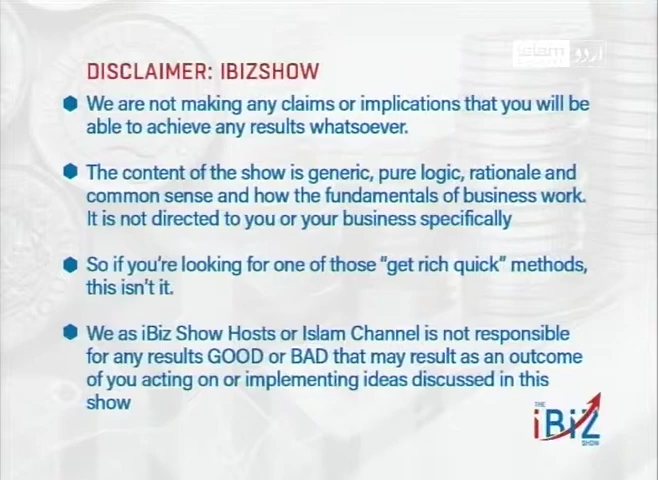 islam
اردو
DISCLAIMER: IBIZSHOW
We are not making any claims or implications that you will be
able to achieve any results whatsoever.
The content of the show is generic, pure logic, rationale and
common sense and how the fundamentals of business work.
It is not directed to you or your business specifically
So if you're looking for one of those "get rich quick" methods,
this isn't it.
We as iBiz Show Hosts or Islam Channel is not responsible
for any results GOOD or BAD that may result as an outcome
of you acting on or implementing ideas discussed in this
show
THE
iBiZ
SHOW